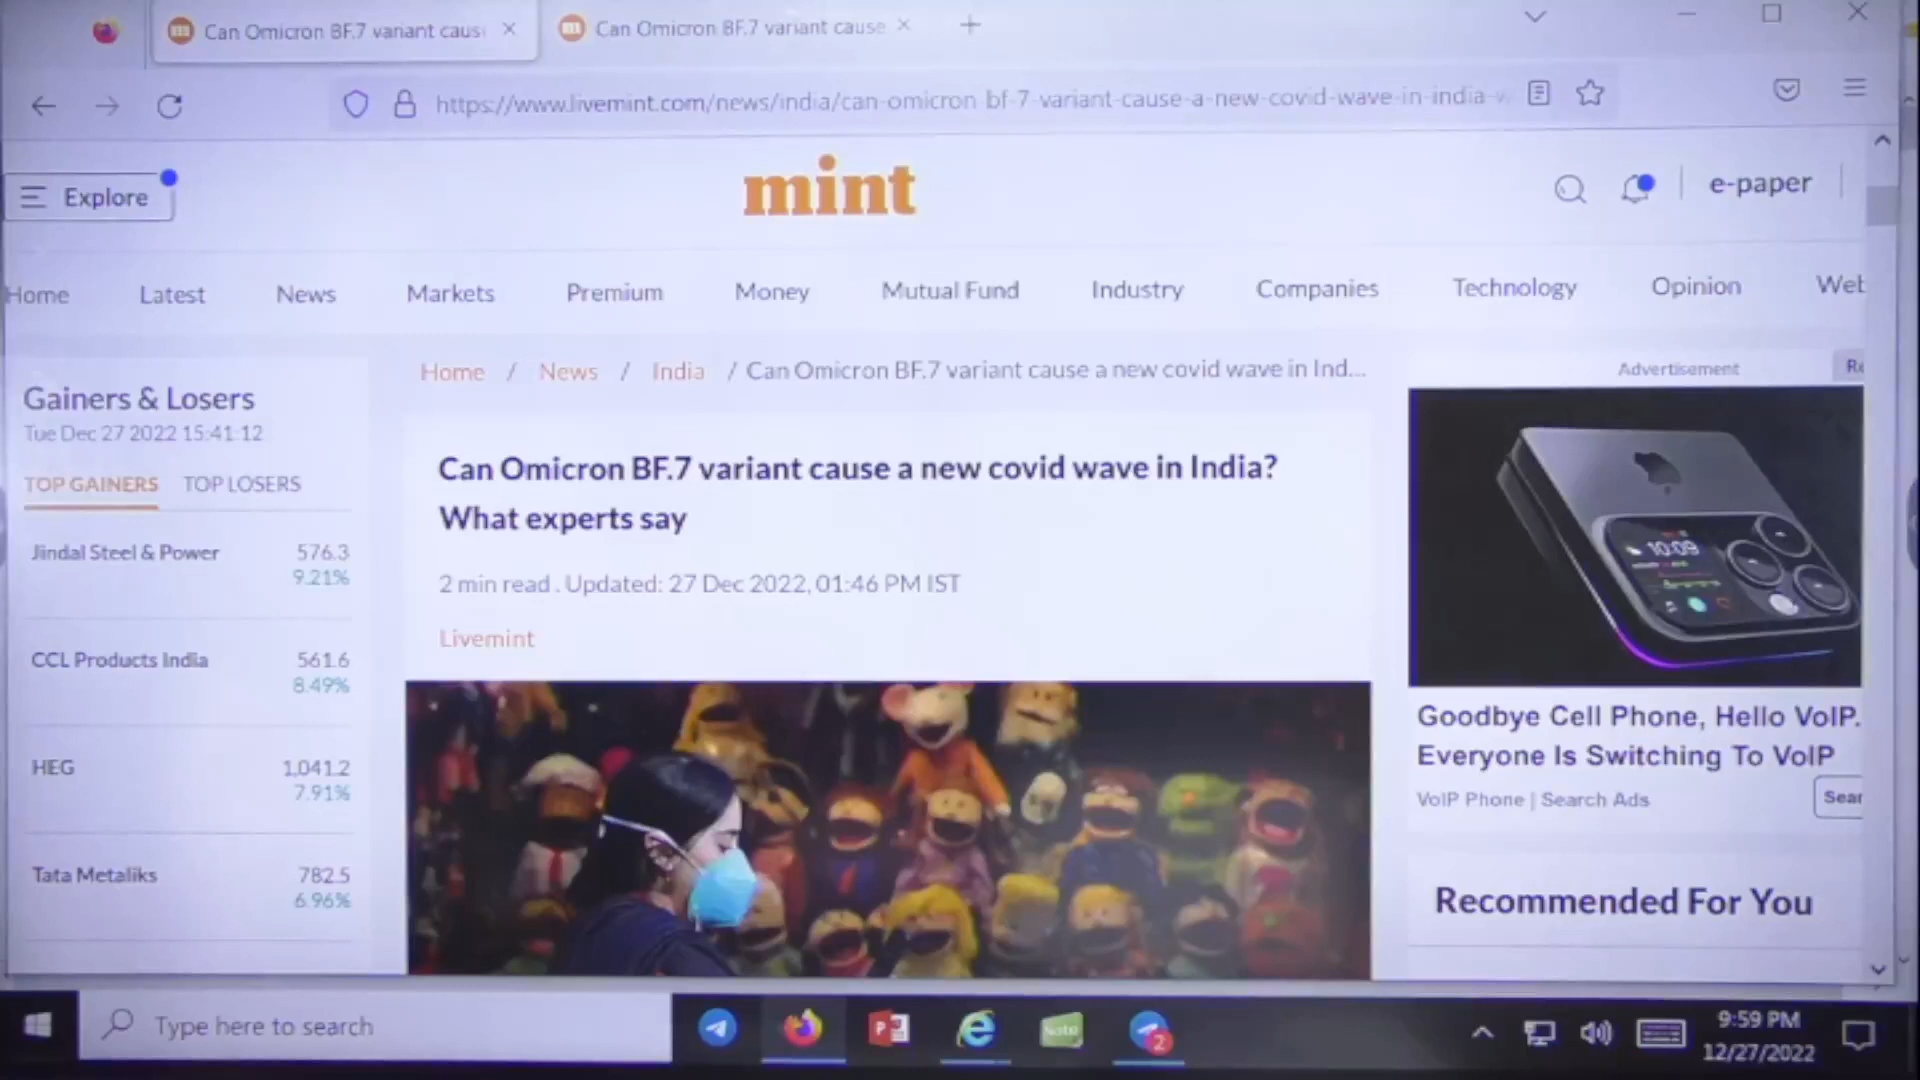 Can Omicron BF.7 variant caus
Can Omicron BF.7 variant cause
https://www.livemint.com/news/india/can-omicron-bf-7-variant-cause-a-new-covid-wave-in-india-
Explore
mint
e-paper
Home Latest News Markets Premium Money Mutual Fund Industry Companies Technology Opinion Web
Gainers & Losers
Tue Dec 27 2022 15:41:12
TOP GAINERS TOP LOSERS
Jindal Steel & Power 576.3
9.21%
CCL Products India 561.6
8.49%
HEG 1,041.2
7.91%
Tata Metaliks 782.5
6.96%
Home / News / India / Can Omicron BF.7 variant cause a new covid wave in Ind...
Can Omicron BF.7 variant cause a new covid wave in India?
What experts say
2 min read . Updated: 27 Dec 2022, 01:46 PM IST
Livemint
Advertisement
Re
10:09
Goodbye Cell Phone, Hello VoIP.
Everyone Is Switching To VoIP
VoIP Phone | Search Ads
Sear
Recommended For You
Type here to search
Note
2
9:59 PM
12/27/2022